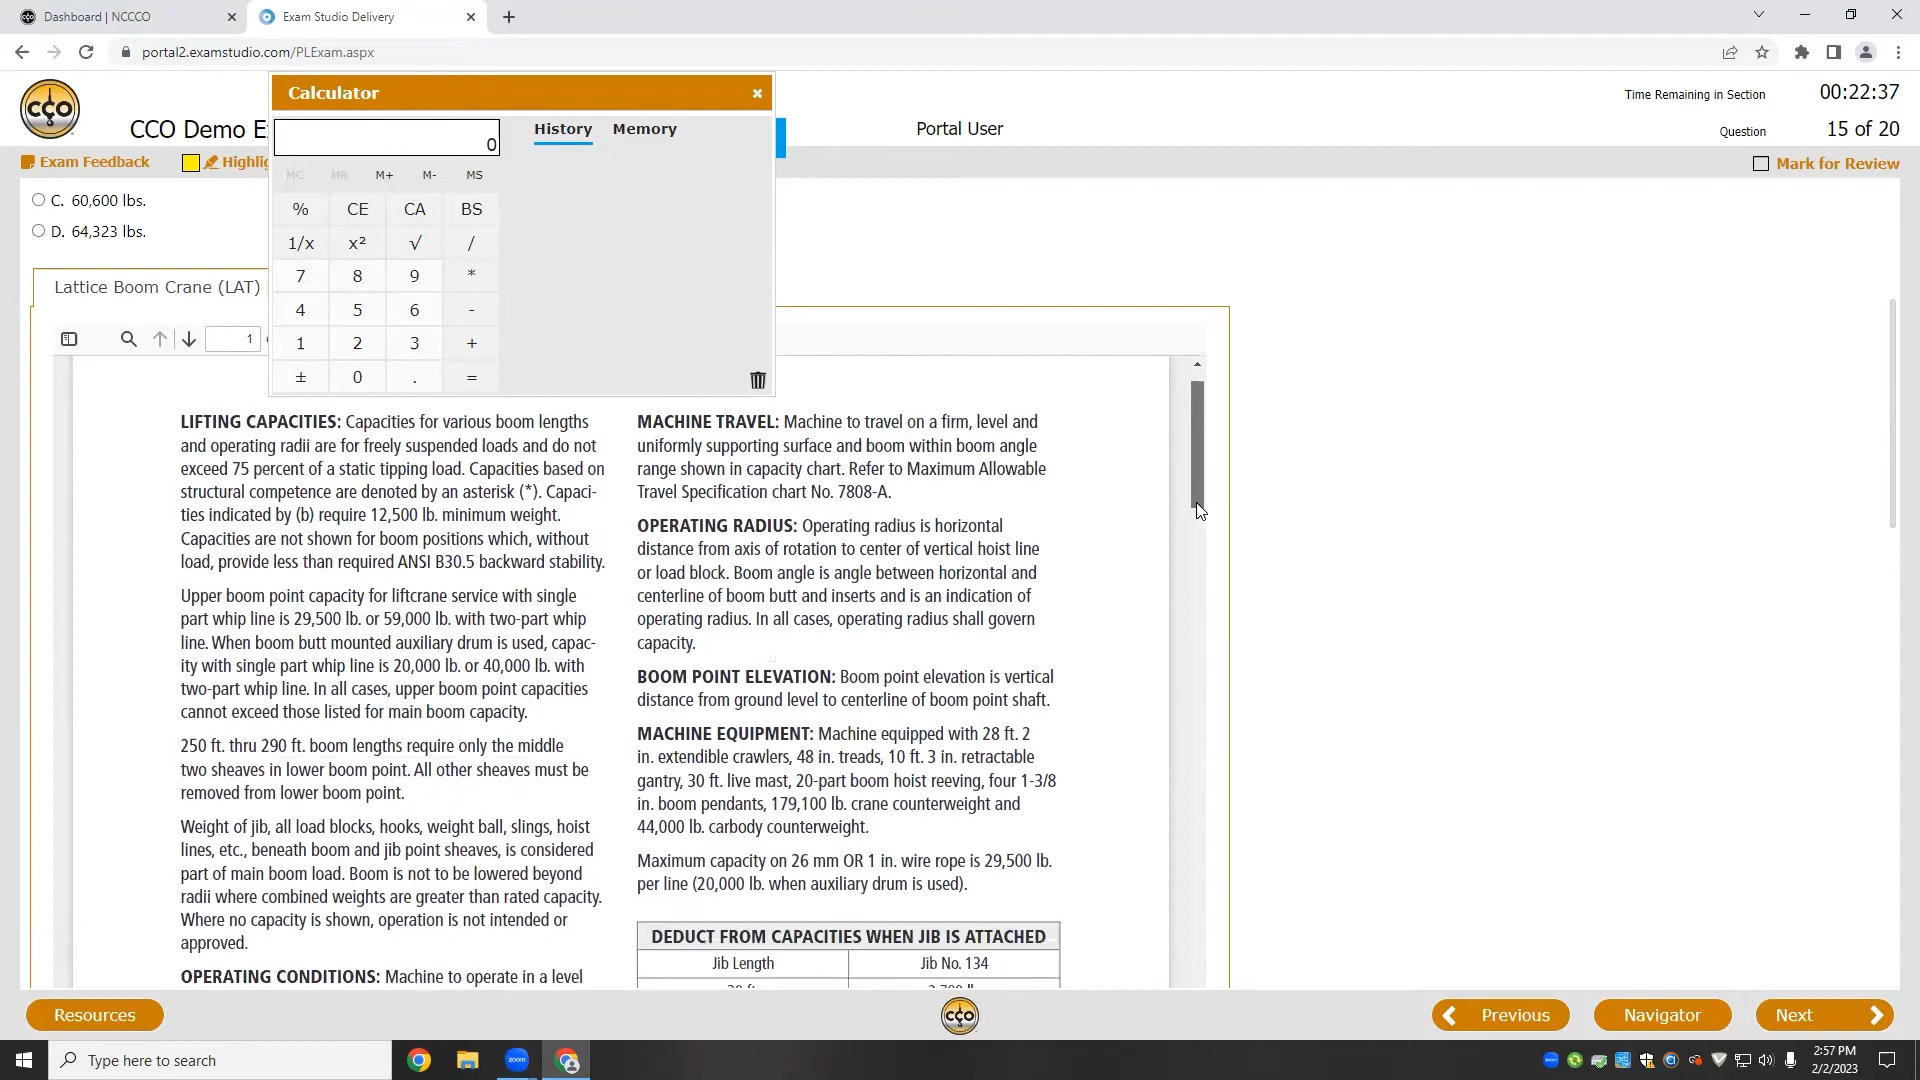 Dashboard | NCCCO
Exam Studio Delivery
portal2.examstudio.com/PLExam.aspx
CCO
CCO Demo E
Calculator
0
History
Memory
MC MR M+ M- MS
% CE CA BS
1/x x² √ /
7 8 9 *
4 5 6 -
1 2 3 +
± 0 . =
Portal User
Time Remaining in Section 00:22:37
Question 15 of 20
Exam Feedback
Highlig
Mark for Review
C. 60,600 lbs.
D. 64,323 lbs.
Lattice Boom Crane (LAT)
1
LIFTING CAPACITIES: Capacities for various boom lengths
and operating radii are for freely suspended loads and do not
exceed 75 percent of a static tipping load. Capacities based on
structural competence are denoted by an asterisk (*). Capaci-
ties indicated by (b) require 12,500 lb. minimum weight.
Capacities are not shown for boom positions which, without
load, provide less than required ANSI B30.5 backward stability.
Upper boom point capacity for liftcrane service with single
part whip line is 29,500 lb. or 59,000 lb. with two-part whip
line. When boom butt mounted auxiliary drum is used, capac-
ity with single part whip line is 20,000 lb. or 40,000 lb. with
two-part whip line. In all cases, upper boom point capacities
cannot exceed those listed for main boom capacity.
250 ft. thru 290 ft. boom lengths require only the middle
two sheaves in lower boom point. All other sheaves must be
removed from lower boom point.
Weight of jib, all load blocks, hooks, weight ball, slings, hoist
lines, etc., beneath boom and jib point sheaves, is considered
part of main boom load. Boom is not to be lowered beyond
radii where combined weights are greater than rated capacity.
Where no capacity is shown, operation is not intended or
approved.
OPERATING CONDITIONS: Machine to operate in a level
MACHINE TRAVEL: Machine to travel on a firm, level and
uniformly supporting surface and boom within boom angle
range shown in capacity chart. Refer to Maximum Allowable
Travel Specification chart No. 7808-A.
OPERATING RADIUS: Operating radius is horizontal
distance from axis of rotation to center of vertical hoist line
or load block. Boom angle is angle between horizontal and
centerline of boom butt and inserts and is an indication of
operating radius. In all cases, operating radius shall govern
capacity.
BOOM POINT ELEVATION: Boom point elevation is vertical
distance from ground level to centerline of boom point shaft.
MACHINE EQUIPMENT: Machine equipped with 28 ft. 2
in. extendible crawlers, 48 in. treads, 10 ft. 3 in. retractable
gantry, 30 ft. live mast, 20-part boom hoist reeving, four 1-3/8
in. boom pendants, 179,100 lb. crane counterweight and
44,000 lb. carbody counterweight.
Maximum capacity on 26 mm OR 1 in. wire rope is 29,500 lb.
per line (20,000 lb. when auxiliary drum is used).
DEDUCT FROM CAPACITIES WHEN JIB IS ATTACHED
Jib Length Jib No. 134
Resources
CCO
Previous
Navigator
Next
Type here to search
zoom
2:57 PM
2/2/2023